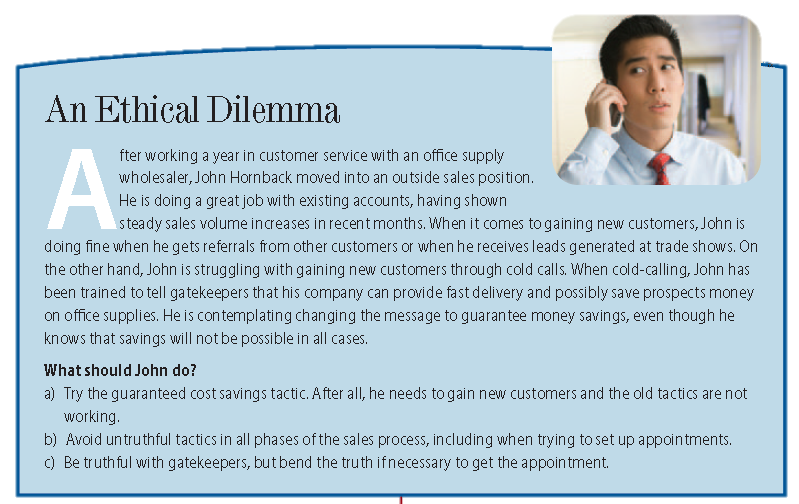 An Ethical Dilemma
After working a year in customer service with an office supply
wholesaler, John Hornback moved into an outside sales position.
He is doing a great job with existing accounts, having shown
steady sales volume increases in recent months. When it comes to gaining new customers, John is
doing fine when he gets referrals from other customers or when he receives leads generated at trade shows. On
the other hand, John is struggling with gaining new customers through cold calls. When cold-calling, John has
been trained to tell gatekeepers that his company can provide fast delivery and possibly save prospects money
on office supplies. He is contemplating changing the message to guarantee money savings, even though he
knows that savings will not be possible in all cases.
What should John do?
a) Try the guaranteed cost savings tactic. After all, he needs to gain new customers and the old tactics are not
working.
b) Avoid untruthful tactics in all phases of the sales process, including when trying to set up appointments.
c) Be truthful with gatekeepers, but bend the truth if necessary to get the appointment.